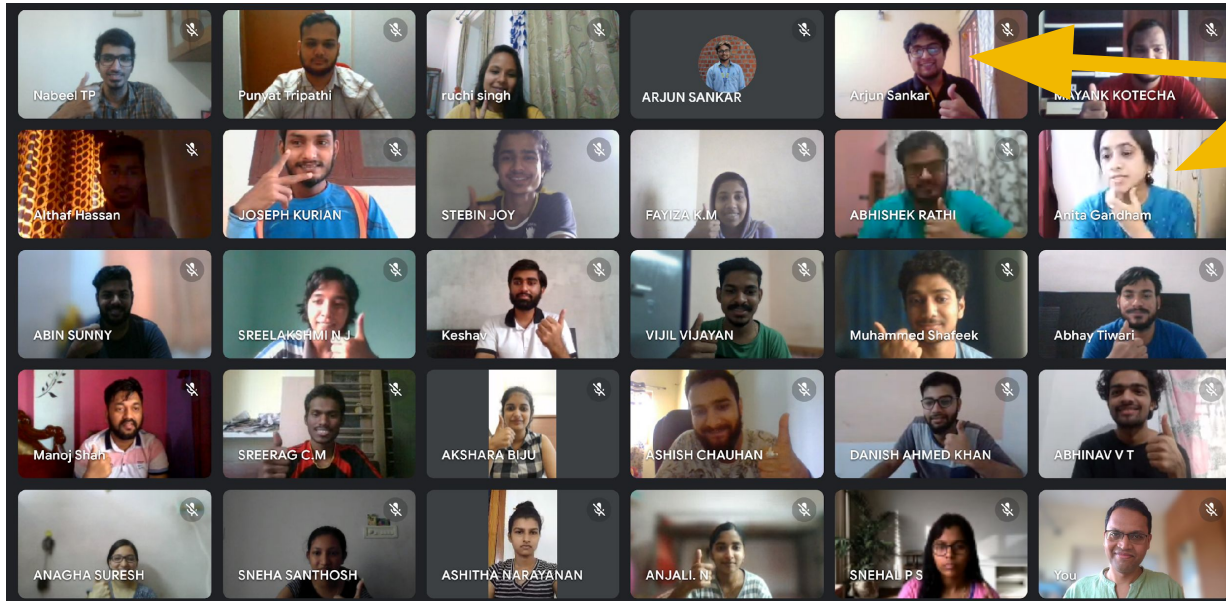 Nabeel TP
Punyat Tripathi
ruchi singh
ARJUN SANKAR
Arjun Sankar
MAYANK KOTECHA
Althaf Hassan
JOSEPH KURIAN
STEBIN JOY
FAYIZA K.M
ABHISHEK RATHI
Anita Gandham
ABIN SUNNY
SREELAKSHMI N J
Keshav
VIJIL VIJAYAN
Muhammed Shafeek
Abhay Tiwari
Manoj Shah
SREERAG C.M
AKSHARA BIJU
ASHISH CHAUHAN
DANISH AHMED KHAN
ABHINAV V T
ANAGHA SURESH
SNEHA SANTHOSH
ASHITHA NARAYANAN
ANJALI. N
SNEHAL P S
You